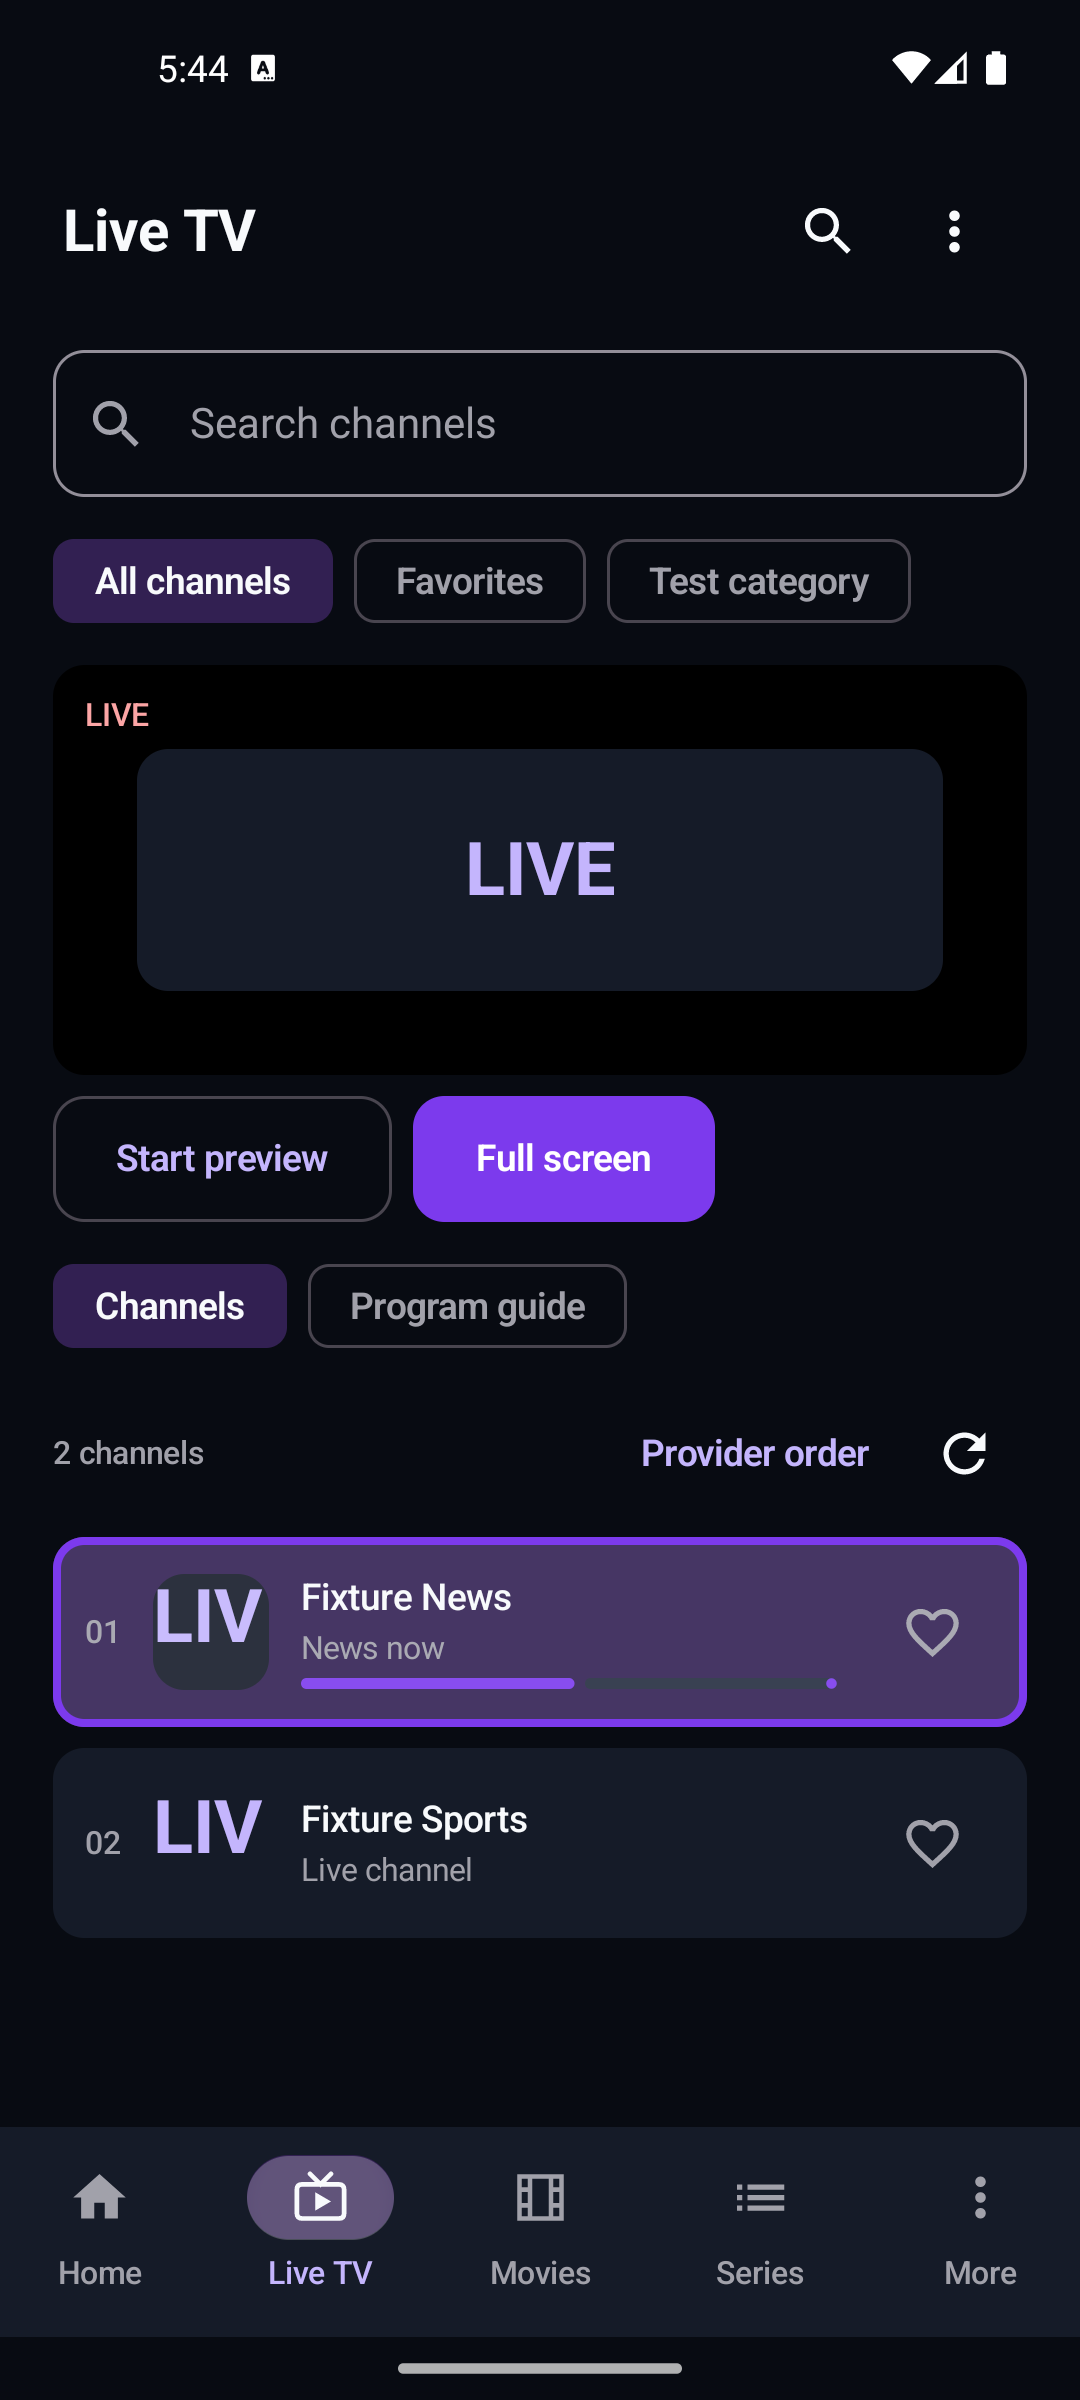 5:44
Live TV
Search channels
All channels
Favorites
Test category
LIVE
LIVE
Start preview
Full screen
Channels
Program guide
2 channels
Provider order
01
LIV
Fixture News
News now
02
LIV
Fixture Sports
Live channel
Home
Live TV
Movies
Series
More